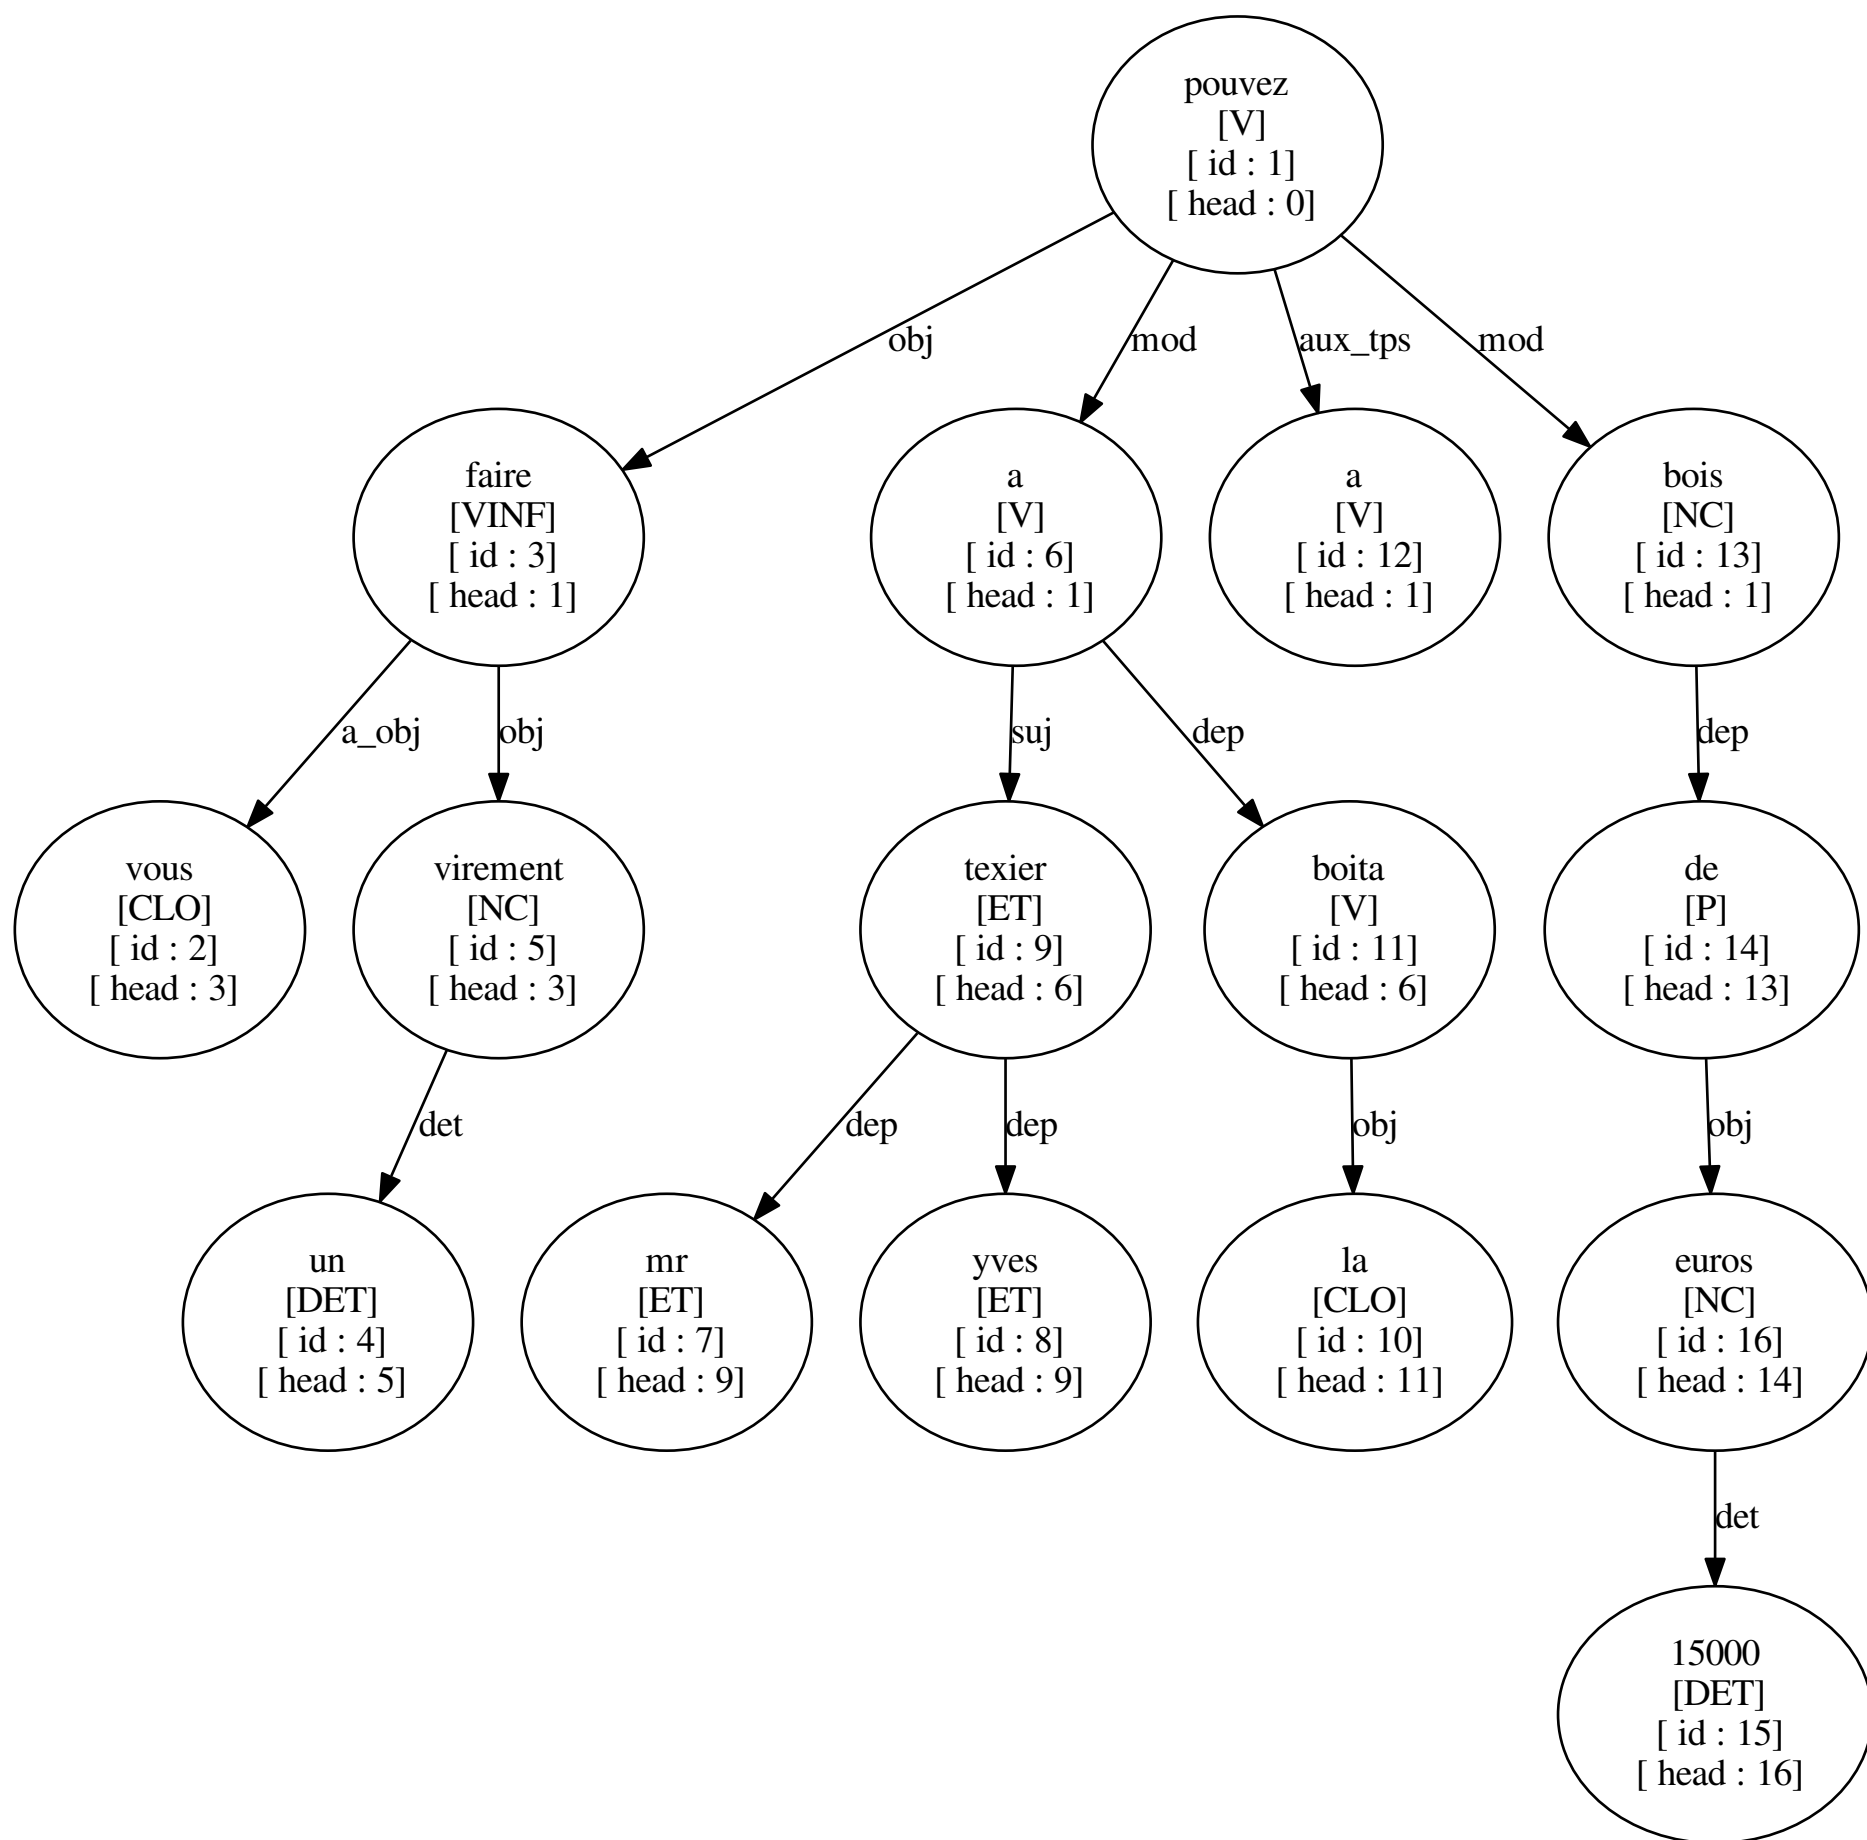 pouvez
[V]
[ id : 1]
[ head : 0]
obj
mod
aux_tps
mod
faire
[VINF]
[ id : 3]
[ head : 1]
a
[V]
[ id : 6]
[ head : 1]
a
[V]
[ id : 12]
[ head : 1]
bois
[NC]
[ id : 13]
[ head : 1]
a_obj
obj
suj
dep
dep
vous
[CLO]
[ id : 2]
[ head : 3]
virement
[NC]
[ id : 5]
[ head : 3]
texier
[ET]
[ id : 9]
[ head : 6]
boita
[V]
[ id : 11]
[ head : 6]
de
[P]
[ id : 14]
[ head : 13]
det
dep
dep
obj
obj
un
[DET]
[ id : 4]
[ head : 5]
mr
[ET]
[ id : 7]
[ head : 9]
yves
[ET]
[ id : 8]
[ head : 9]
la
[CLO]
[ id : 10]
[ head : 11]
euros
[NC]
[ id : 16]
[ head : 14]
det
15000
[DET]
[ id : 15]
[ head : 16]